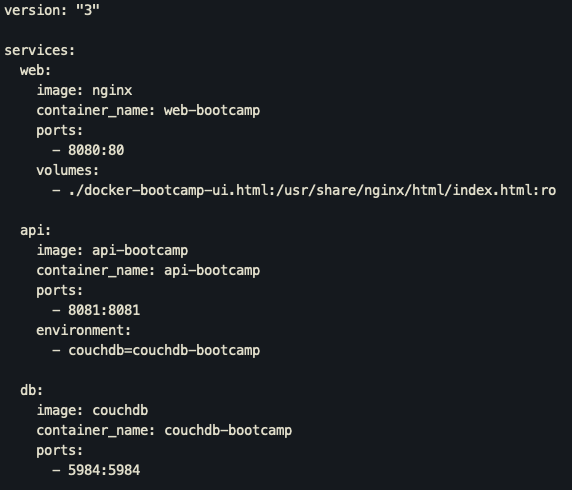 version: "3"

services:
  web:
    image: nginx
    container_name: web-bootcamp
    ports:
      - 8080:80
    volumes:
      - ./docker-bootcamp-ui.html:/usr/share/nginx/html/index.html:ro

  api:
    image: api-bootcamp
    container_name: api-bootcamp
    ports:
      - 8081:8081
    environment:
      - couchdb=couchdb-bootcamp

  db:
    image: couchdb
    container_name: couchdb-bootcamp
    ports:
      - 5984:5984